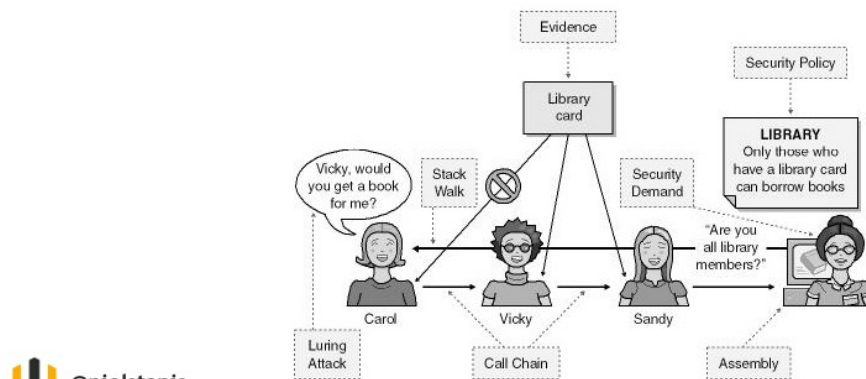 Evidence
Security Policy
Library
card
LIBRARY
Only those who
have a library card
can borrow books
Vicky, would
you get a book
for me?
Stack
Walk
Security
Demand
"Are you
all library
members?"
Carol
Vicky
Sandy
Luring
Attack
Call Chain
Assembly